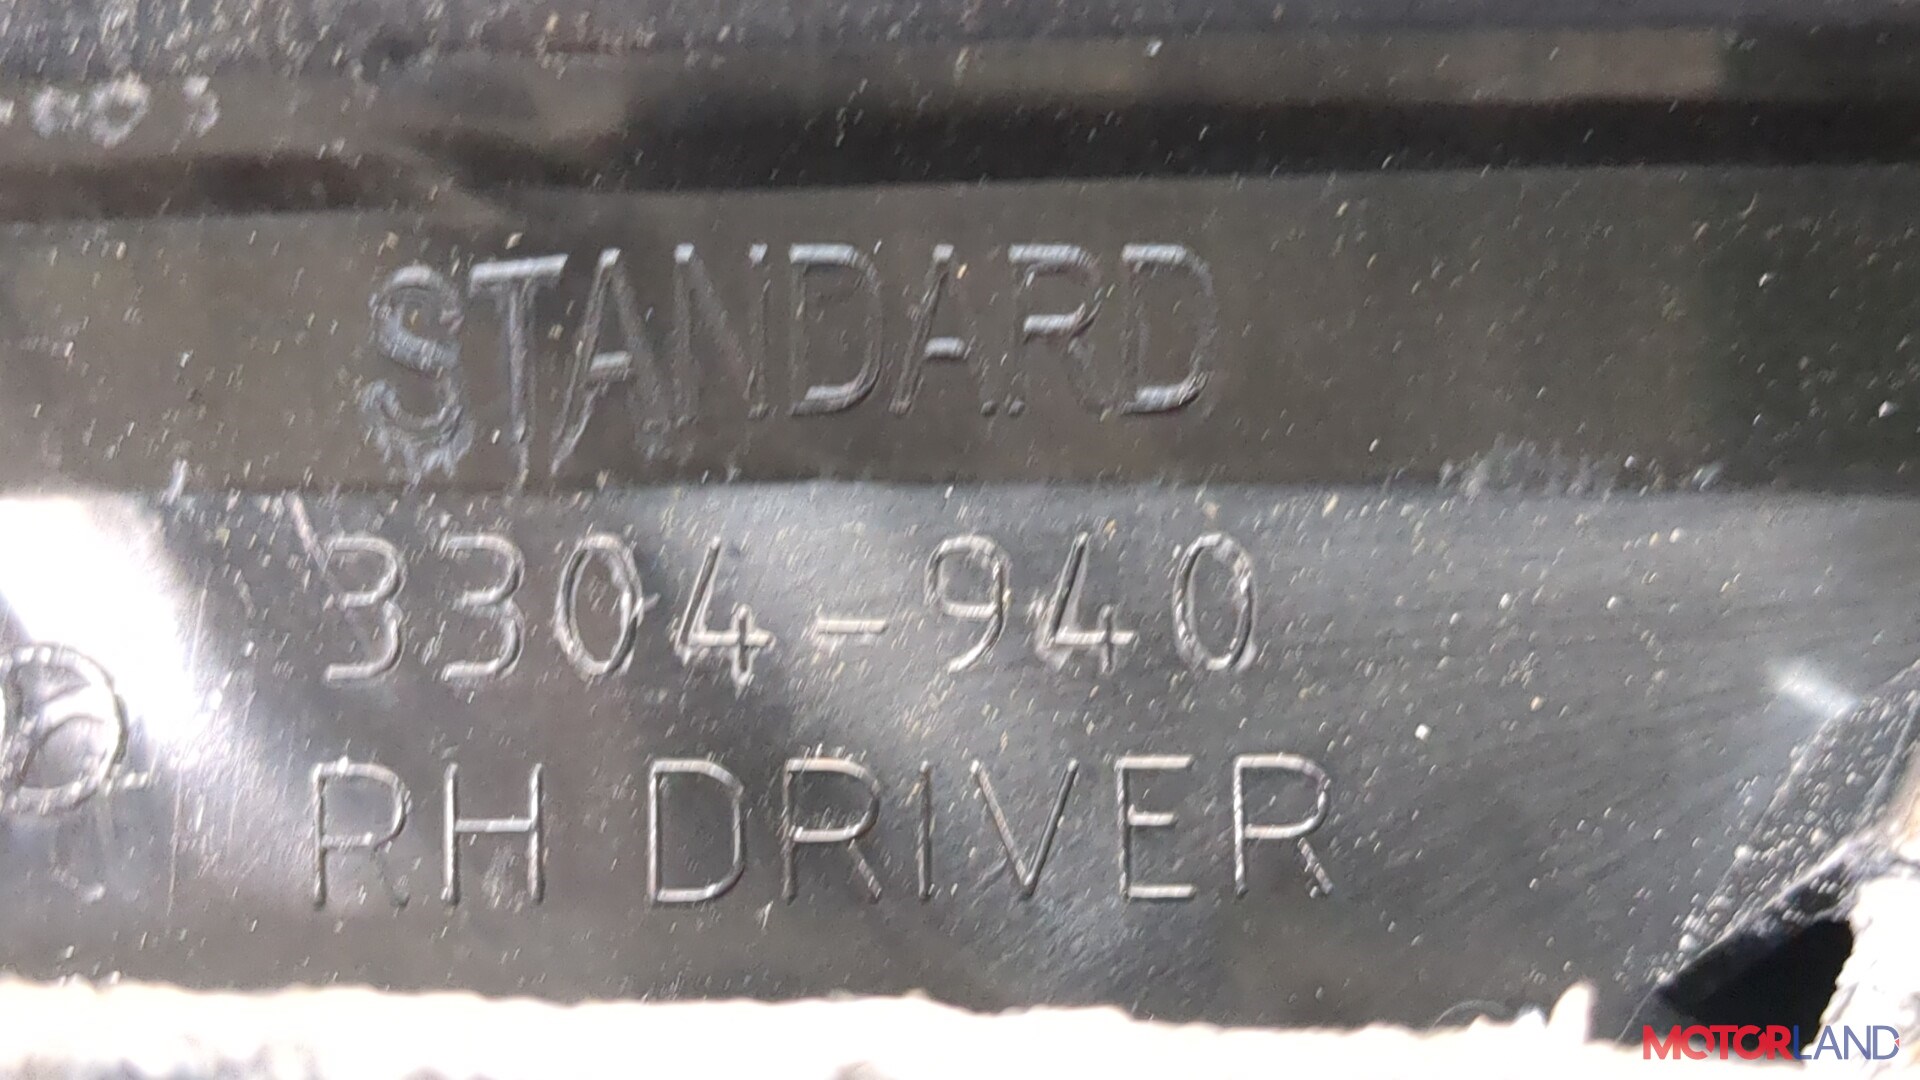 STANDARD
3304-940
RH DRIVER
MOTORLAND